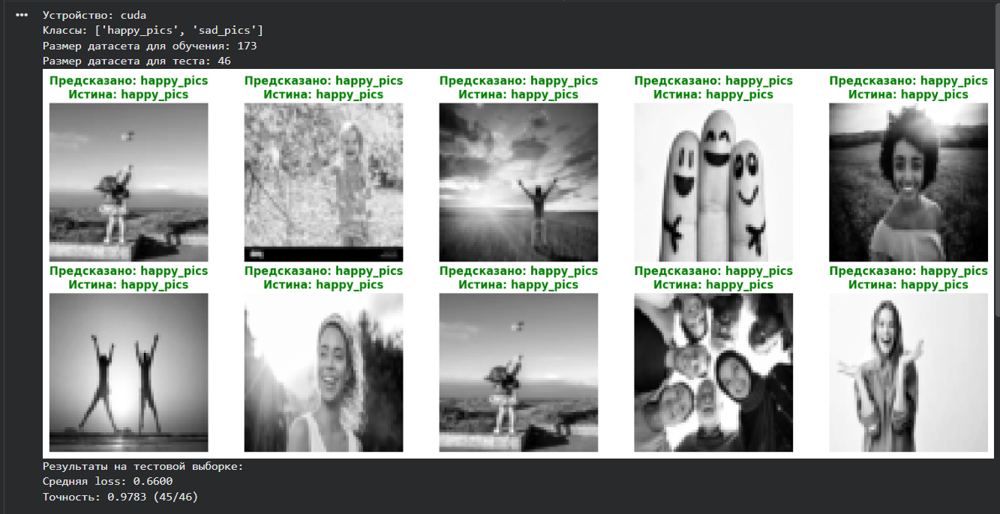 Устройство: cuda
Классы: ['happy_pics', 'sad_pics']
Размер датасета для обучения: 173
Размер датасета для теста: 46
Предсказано: happy_pics Предсказано: happy_pics Предсказано: happy_pics Предсказано: happy_pics Предсказано: happy_pics
Истина: happy_pics Истина: happy_pics Истина: happy_pics Истина: happy_pics Истина: happy_pics
Предсказано: happy_pics Предсказано: happy_pics Предсказано: happy_pics Предсказано: happy_pics Предсказано: happy_pics
Истина: happy_pics Истина: happy_pics Истина: happy_pics Истина: happy_pics Истина: happy_pics
Результаты на тестовой выборке:
Средняя loss: 0.6600
Точность: 0.9783 (45/46)